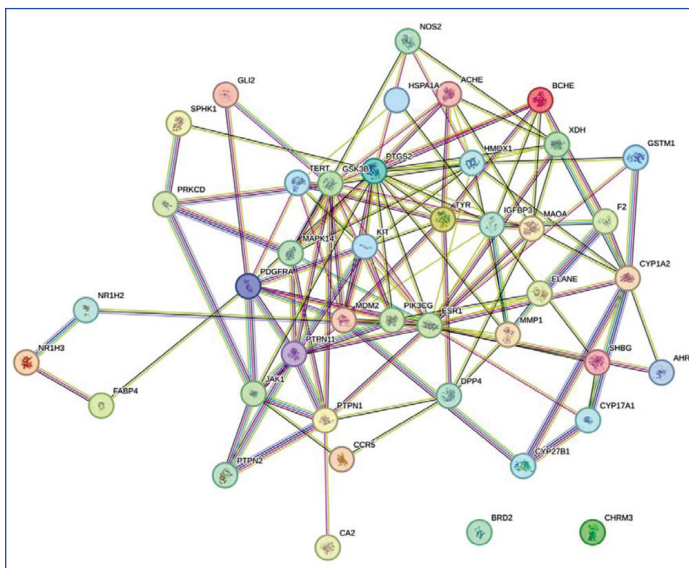 NOS2
GLI2
HSPA1A
ACHE
BCHE
SPHK1
XDH
GSTM1
TERT
GSK3B
PTGS2
HMOX1
PRKCD
TYR
IGFBP3
MAOA
F2
MAPK14
KIT
PDGFRA
ELANE
CYP1A2
NR1H2
MDM2
PIK3CG
ESR1
MMP1
PTPN11
SHBG
NR1H3
AHR
JAK1
DPP4
FABP4
PTPN1
CYP17A1
CCR5
PTPN2
CYP27B1
CA2
BRD2
CHRM3